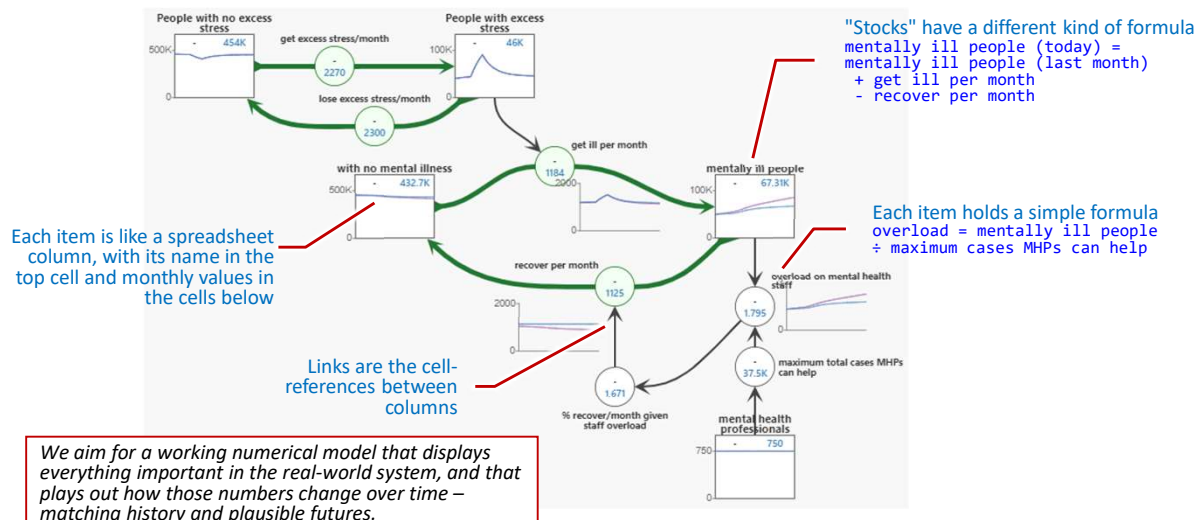 People with no excess
stress
-
454K
500K
0
get excess stress/month
-
2270
lose excess stress/month
-
2300
People with excess
stress
-
46K
100K
0
"Stocks" have a different kind of formula
mentally ill people (today) =
mentally ill people (last month)
+ get ill per month
- recover per month
with no mental illness
-
432.7K
500K
0
get ill per month
-
1184
2000
0
mentally ill people
-
67.31K
100K
0
Each item is like a spreadsheet
column, with its name in the
top cell and monthly values in
the cells below
Each item holds a simple formula
overload = mentally ill people
÷ maximum cases MHPs can help
recover per month
-
1125
2000
0
overload on mental health
staff
-
1.795
0
Links are the cell-
references between
columns
-
1.671
% recover/month given
staff overload
-
37.5K
maximum total cases MHPs
can help
mental health
professionals
-
750
750
0
We aim for a working numerical model that displays
everything important in the real-world system, and that
plays out how those numbers change over time –
matching history and plausible futures.